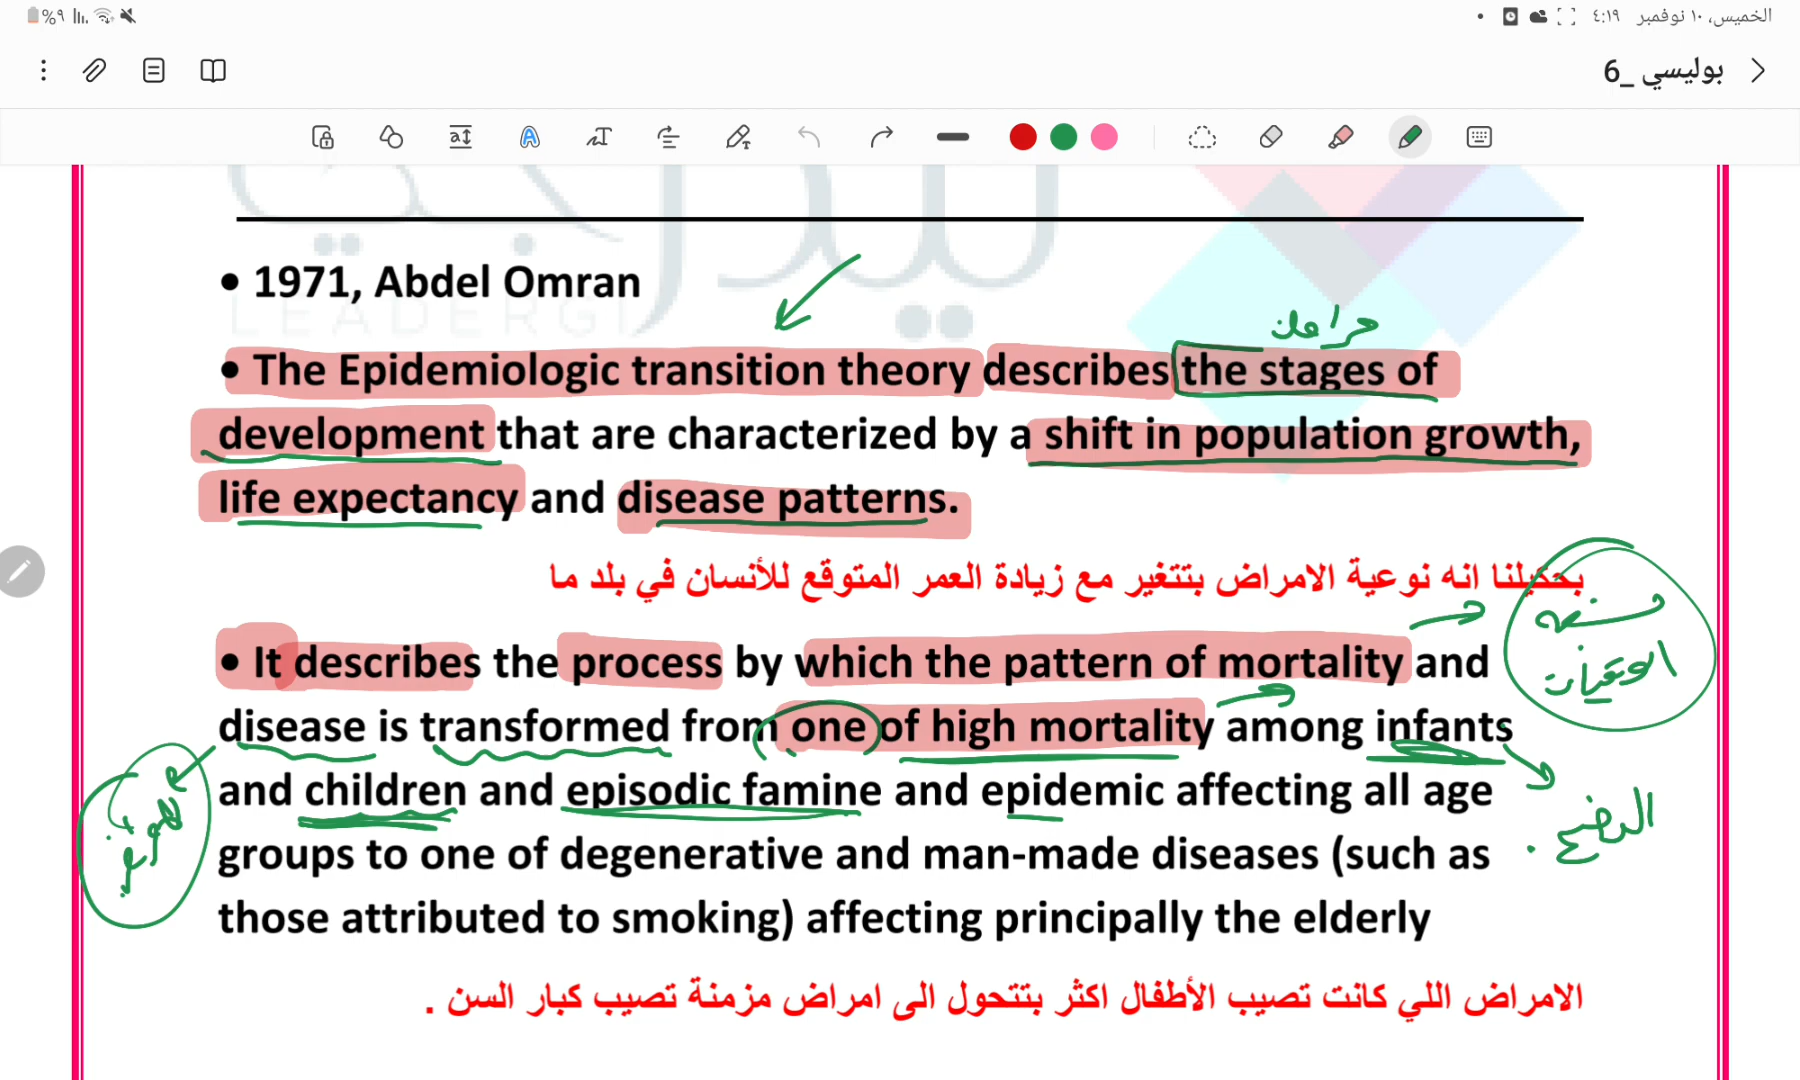 الخميس، ١٠ نوفمبر ٤:١٩
%٩
بوليسي _6
LEADERGI
• 1971, Abdel Omran
مراحل
• The Epidemiologic transition theory describes the stages of
development that are characterized by a shift in population growth,
life expectancy and disease patterns.
بحكيلنا انه نوعية الامراض بتتغير مع زيادة العمر المتوقع للأنسان في بلد ما
• It describes the process by which the pattern of mortality and
disease is transformed from one of high mortality among infants
and children and episodic famine and epidemic affecting all age
groups to one of degenerative and man-made diseases (such as
those attributed to smoking) affecting principally the elderly
الرضع
الامراض اللي كانت تصيب الأطفال اكثر بتتحول الى امراض مزمنة تصيب كبار السن .